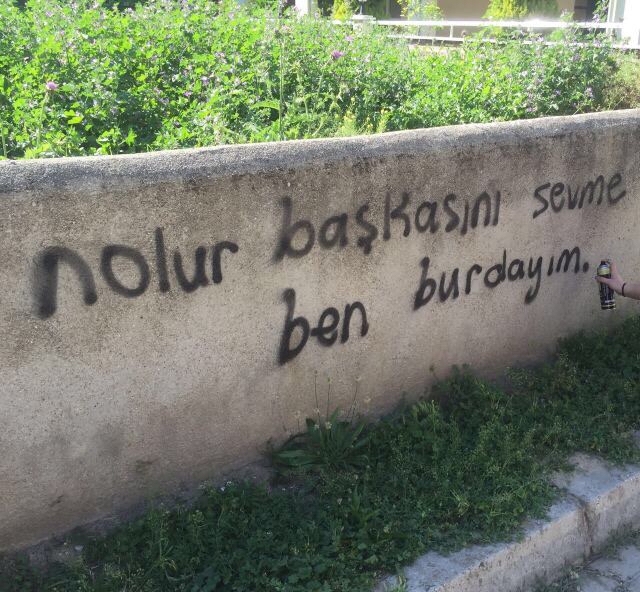 nolur başkasını sevme
ben burdayım.